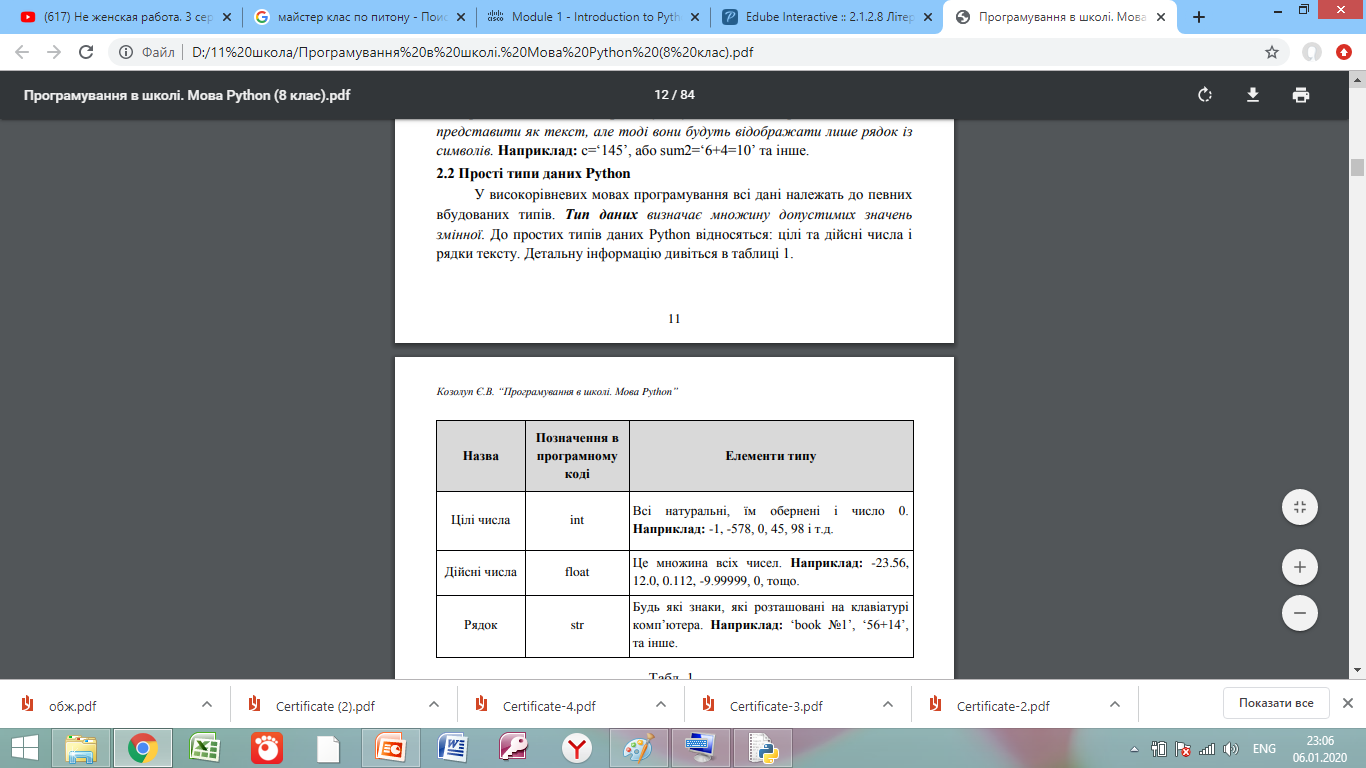 (617) Не женская работа. 3 сер
майстер клас по питону - Пои
Module 1 - Introduction to Pyth
Edube Interactive :: 2.1.2.8 Літер
Програмування в школі. Мова
Файл | D:/11%20школа/Програмування%20в%20школі.%20Мова%20Python%20(8%20клас).pdf
Програмування в школі. Мова Python (8 клас).pdf
12 / 84
представити як текст, але тоді вони будуть відображати лише рядок із
символів. Наприклад: c=‘145’, або sum2=‘6+4=10’ та інше.
2.2 Прості типи даних Python
У високорівневих мовах програмування всі дані належать до певних
вбудованих типів. Тип даних визначає множину допустимих значень
змінної. До простих типів даних Python відносяться: цілі та дійсні числа і
рядки тексту. Детальну інформацію дивіться в таблиці 1.
11
Козолуп Є.В. “Програмування в школі. Мова Python”
Назва
Позначення в
програмному
коді
Елементи типу
Цілі числа
int
Всі натуральні, їм обернені і число 0.
Наприклад: -1, -578, 0, 45, 98 і т.д.
Дійсні числа
float
Це множина всіх чисел. Наприклад: -23.56,
12.0, 0.112, -9.99999, 0, тощо.
Рядок
str
Будь які знаки, які розташовані на клавіатурі
комп’ютера. Наприклад: ‘book №1’, ‘56+14’,
та інше.
Табл. 1
обж.pdf
Certificate (2).pdf
Certificate-4.pdf
Certificate-3.pdf
Certificate-2.pdf
Показати все
ENG
23:06
06.01.2020